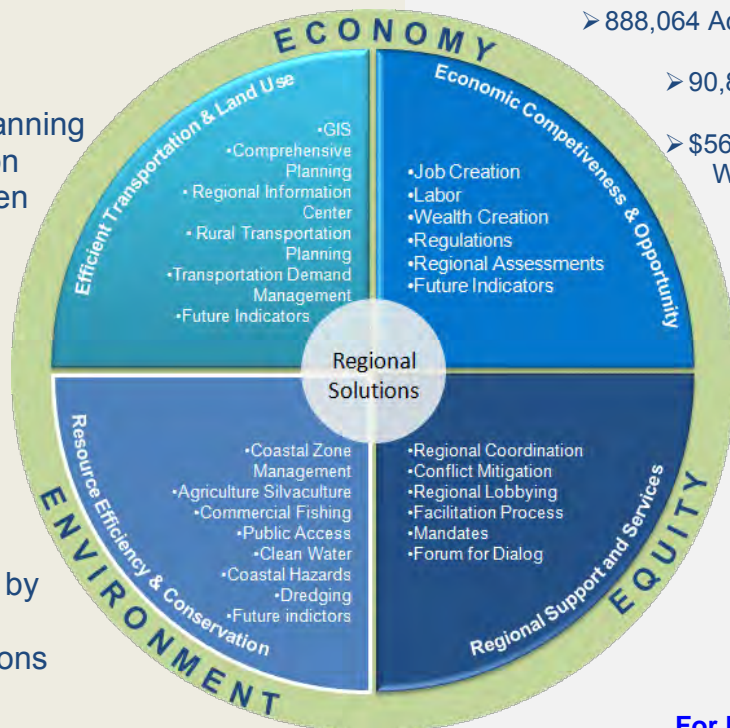 ECONOMY
888,064
90,8
$56
W
on
en
by
For
Efficient Transportation & Land Use
•GIS
•Comprehensive
Planning
• Regional Information
Center
• Rural Transportation
Planning
•Transportation Demand
Management
•Future Indicators
Economic Competiveness & Opportunity
•Job Creation
•Labor
•Wealth Creation
•Regulations
•Regional Assessments
•Future Indicators
Regional
Solutions
Resource Efficiency & Conservation
•Coastal Zone
Management
•Agriculture Silvaculture
•Commercial Fishing
•Public Access
•Clean Water
•Coastal Hazards
•Dredging
•Future indictors
ENVIRONMENT
•Regional Coordination
•Conflict Mitigation
•Regional Lobbying
•Facilitation Process
•Mandates
•Forum for Dialog
Regional Support and Services
EQUITY